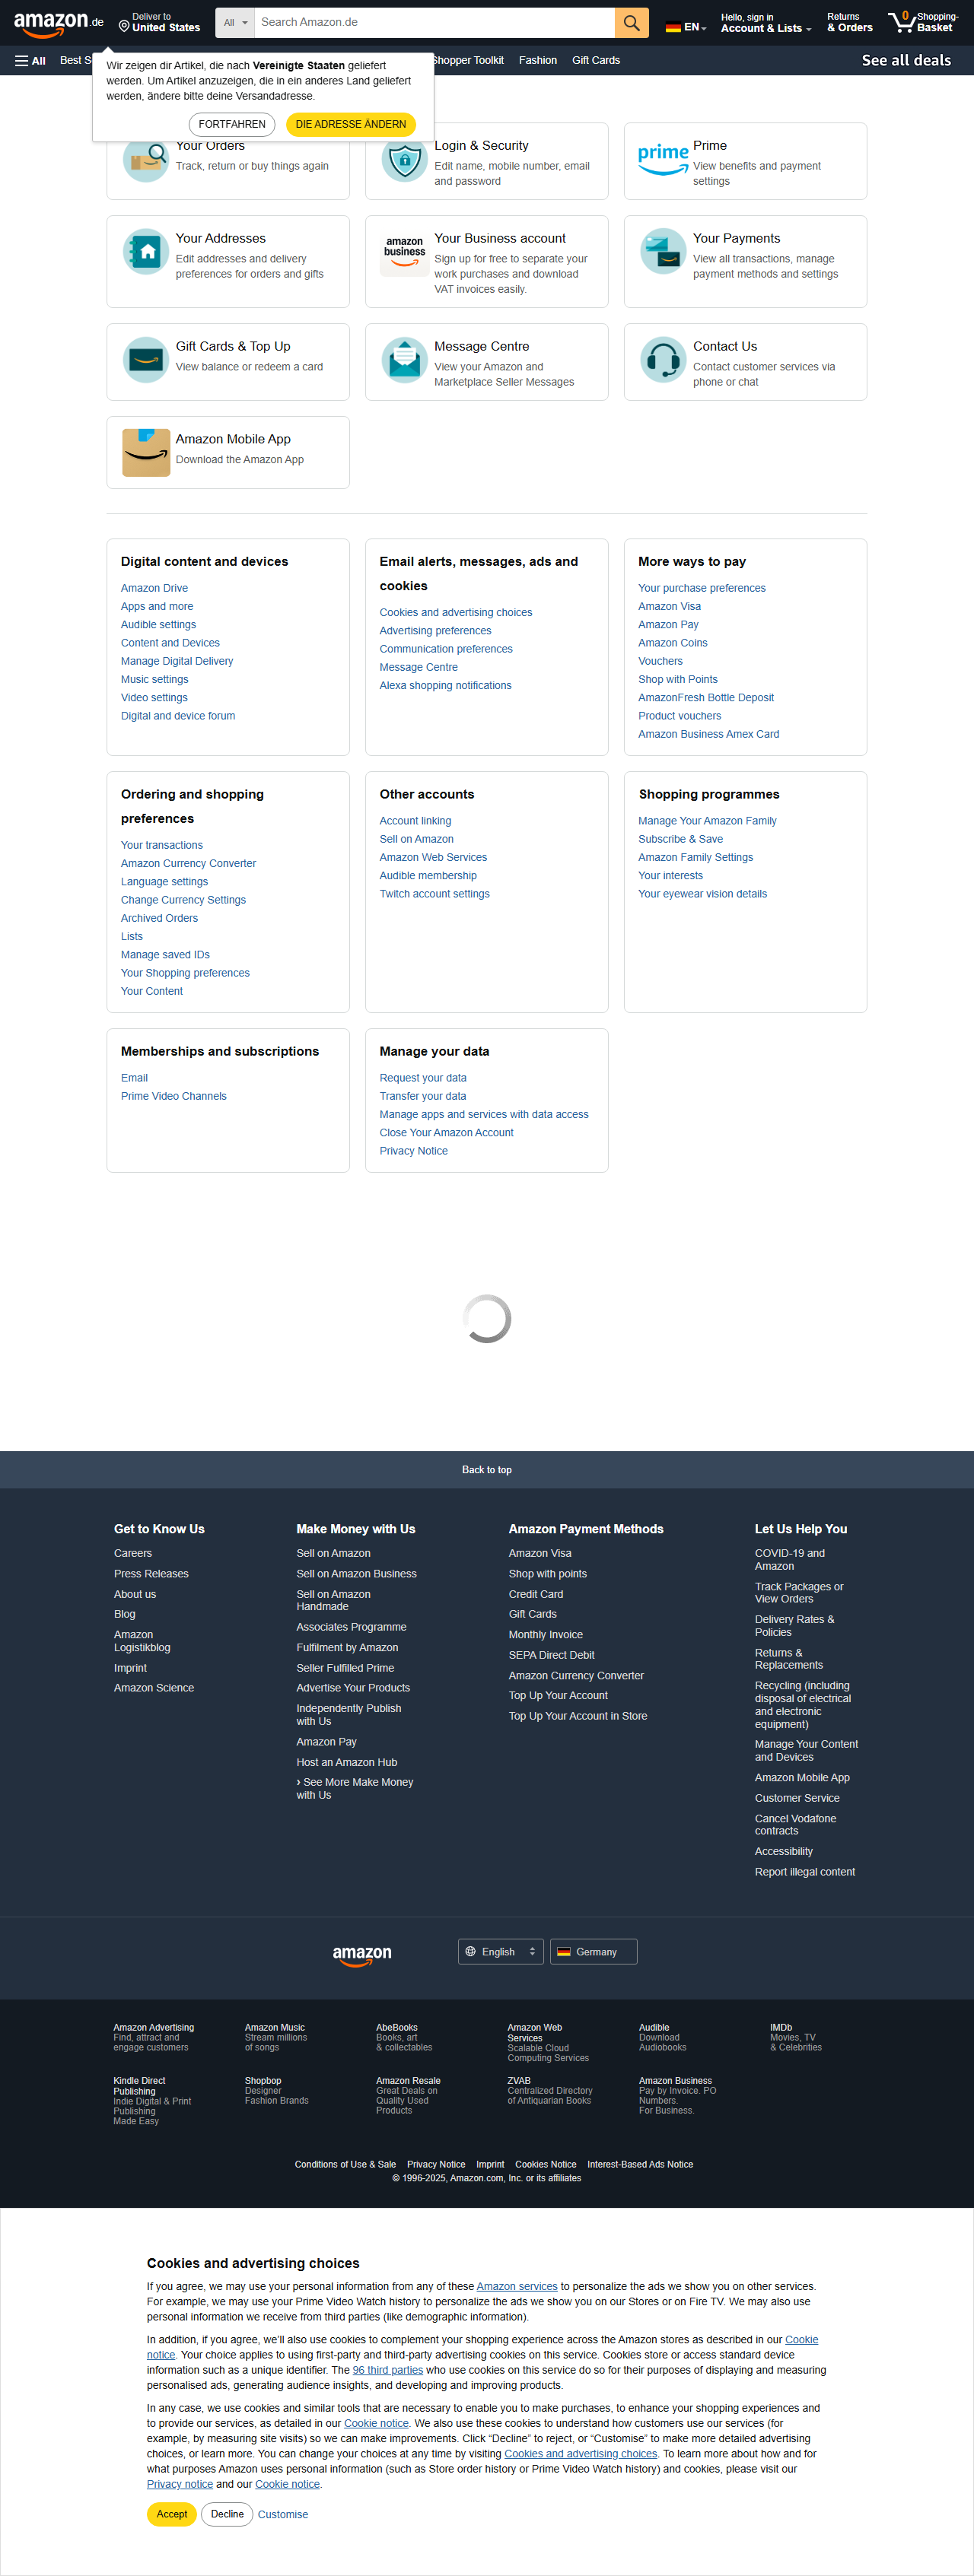 amazon.de
Deliver to
United States
All
Search Amazon.de
EN
Hello, sign in
Account & Lists
Returns
& Orders
0
Shopping-
Basket
All
Best S
Shopper Toolkit
Fashion
Gift Cards
See all deals
Wir zeigen dir Artikel, die nach Vereinigte Staaten geliefert
werden. Um Artikel anzuzeigen, die in ein anderes Land geliefert
werden, ändere bitte deine Versandadresse.
FORTFAHREN
DIE ADRESSE ÄNDERN
Your Orders
Track, return or buy things again
Login & Security
Edit name, mobile number, email
and password
prime
Prime
View benefits and payment
settings
Your Addresses
Edit addresses and delivery
preferences for orders and gifts
amazon
business
Your Business account
Sign up for free to separate your
work purchases and download
VAT invoices easily.
Your Payments
View all transactions, manage
payment methods and settings
Gift Cards & Top Up
View balance or redeem a card
Message Centre
View your Amazon and
Marketplace Seller Messages
Contact Us
Contact customer services via
phone or chat
Amazon Mobile App
Download the Amazon App
Digital content and devices
Amazon Drive
Apps and more
Audible settings
Content and Devices
Manage Digital Delivery
Music settings
Video settings
Digital and device forum
Email alerts, messages, ads and
cookies
Cookies and advertising choices
Advertising preferences
Communication preferences
Message Centre
Alexa shopping notifications
More ways to pay
Your purchase preferences
Amazon Visa
Amazon Pay
Amazon Coins
Vouchers
Shop with Points
AmazonFresh Bottle Deposit
Product vouchers
Amazon Business Amex Card
Ordering and shopping
preferences
Your transactions
Amazon Currency Converter
Language settings
Change Currency Settings
Archived Orders
Lists
Manage saved IDs
Your Shopping preferences
Your Content
Other accounts
Account linking
Sell on Amazon
Amazon Web Services
Audible membership
Twitch account settings
Shopping programmes
Manage Your Amazon Family
Subscribe & Save
Amazon Family Settings
Your interests
Your eyewear vision details
Memberships and subscriptions
Email
Prime Video Channels
Manage your data
Request your data
Transfer your data
Manage apps and services with data access
Close Your Amazon Account
Privacy Notice
Back to top
Get to Know Us
Careers
Press Releases
About us
Blog
Amazon
Logistikblog
Imprint
Amazon Science
Make Money with Us
Sell on Amazon
Sell on Amazon Business
Sell on Amazon
Handmade
Associates Programme
Fulfilment by Amazon
Seller Fulfilled Prime
Advertise Your Products
Independently Publish
with Us
Amazon Pay
Host an Amazon Hub
› See More Make Money
with Us
Amazon Payment Methods
Amazon Visa
Shop with points
Credit Card
Gift Cards
Monthly Invoice
SEPA Direct Debit
Amazon Currency Converter
Top Up Your Account
Top Up Your Account in Store
Let Us Help You
COVID-19 and
Amazon
Track Packages or
View Orders
Delivery Rates &
Policies
Returns &
Replacements
Recycling (including
disposal of electrical
and electronic
equipment)
Manage Your Content
and Devices
Amazon Mobile App
Customer Service
Cancel Vodafone
contracts
Accessibility
Report illegal content
amazon
English
Germany
Amazon Advertising
Find, attract and
engage customers
Amazon Music
Stream millions
of songs
AbeBooks
Books, art
& collectables
Amazon Web
Services
Scalable Cloud
Computing Services
Audible
Download
Audiobooks
IMDb
Movies, TV
& Celebrities
Kindle Direct
Publishing
Indie Digital & Print
Publishing
Made Easy
Shopbop
Designer
Fashion Brands
Amazon Resale
Great Deals on
Quality Used
Products
ZVAB
Centralized Directory
of Antiquarian Books
Amazon Business
Pay by Invoice. PO
Numbers.
For Business.
Conditions of Use & Sale Privacy Notice Imprint Cookies Notice Interest-Based Ads Notice
© 1996-2025, Amazon.com, Inc. or its affiliates
Cookies and advertising choices
If you agree, we may use your personal information from any of these Amazon services to personalize the ads we show you on other services.
For example, we may use your Prime Video Watch history to personalize the ads we show you on our Stores or on Fire TV. We may also use
personal information we receive from third parties (like demographic information).
In addition, if you agree, we’ll also use cookies to complement your shopping experience across the Amazon stores as described in our Cookie
notice. Your choice applies to using first-party and third-party advertising cookies on this service. Cookies store or access standard device
information such as a unique identifier. The 96 third parties who use cookies on this service do so for their purposes of displaying and measuring
personalised ads, generating audience insights, and developing and improving products.
In any case, we use cookies and similar tools that are necessary to enable you to make purchases, to enhance your shopping experiences and
to provide our services, as detailed in our Cookie notice. We also use these cookies to understand how customers use our services (for
example, by measuring site visits) so we can make improvements. Click “Decline” to reject, or “Customise” to make more detailed advertising
choices, or learn more. You can change your choices at any time by visiting Cookies and advertising choices. To learn more about how and for
what purposes Amazon uses personal information (such as Store order history or Prime Video Watch history) and cookies, please visit our
Privacy notice and our Cookie notice.
Accept
Decline
Customise